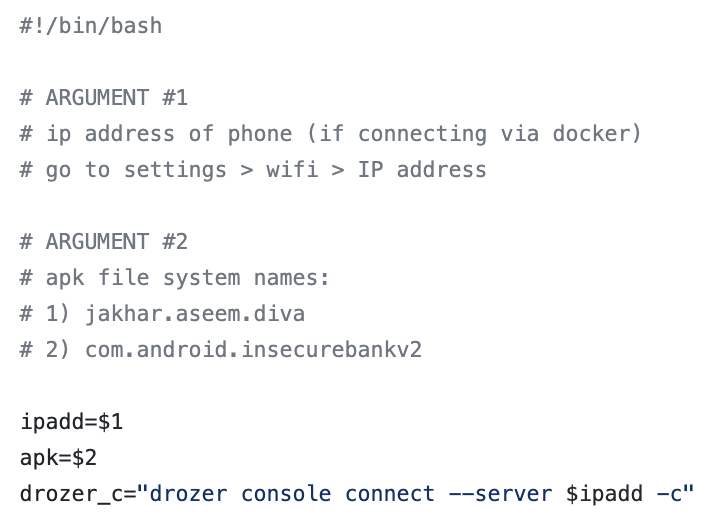 #!/bin/bash
# ARGUMENT #1
# ip address of phone (if connecting via docker)
# go to settings > wifi > IP address
# ARGUMENT #2
# apk file system names:
# 1) jakhar.aseem.diva
# 2) com.android.insecurebankv2
ipadd=$1
apk=$2
drozer_c="drozer console connect --server $ipadd -c"